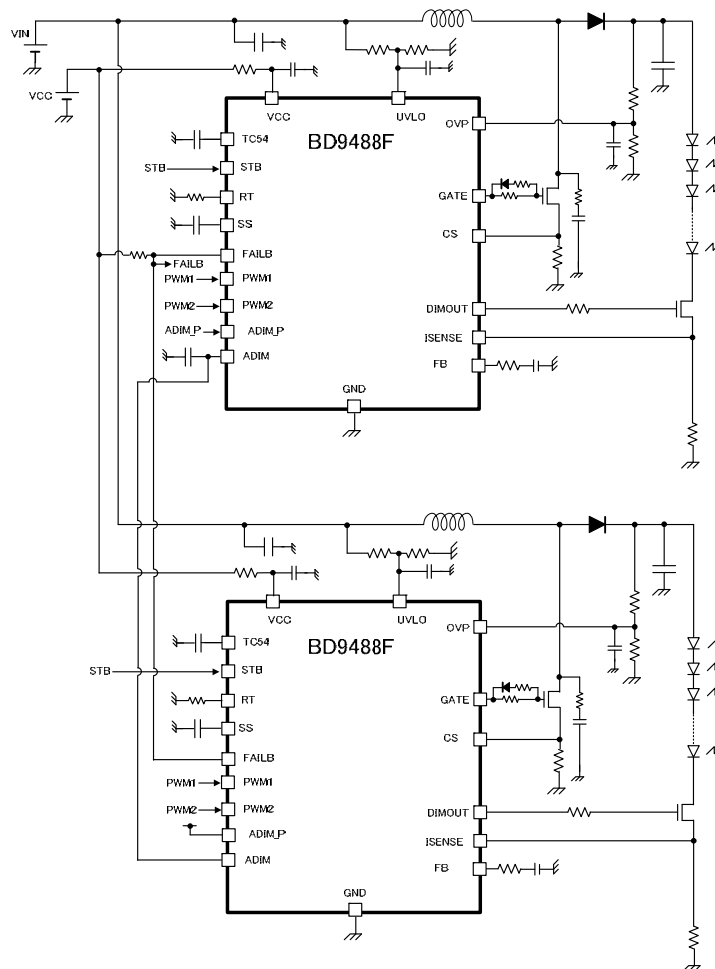 VIN
VCC
VCC
UVLO
BD9488F
TC54
OVP
STB
STB
RT
GATE
SS
CS
FAILB
FAILB
PWM1
PWM1
PWM2
PWM2
DIMOUT
ADIM_P
ADIM_P
ISENSE
ADIM
FB
GND
VCC
UVLO
BD9488F
TC54
OVP
STB
STB
RT
GATE
SS
CS
FAILB
PWM1
PWM1
PWM2
PWM2
DIMOUT
ADIM_P
ISENSE
ADIM
FB
GND